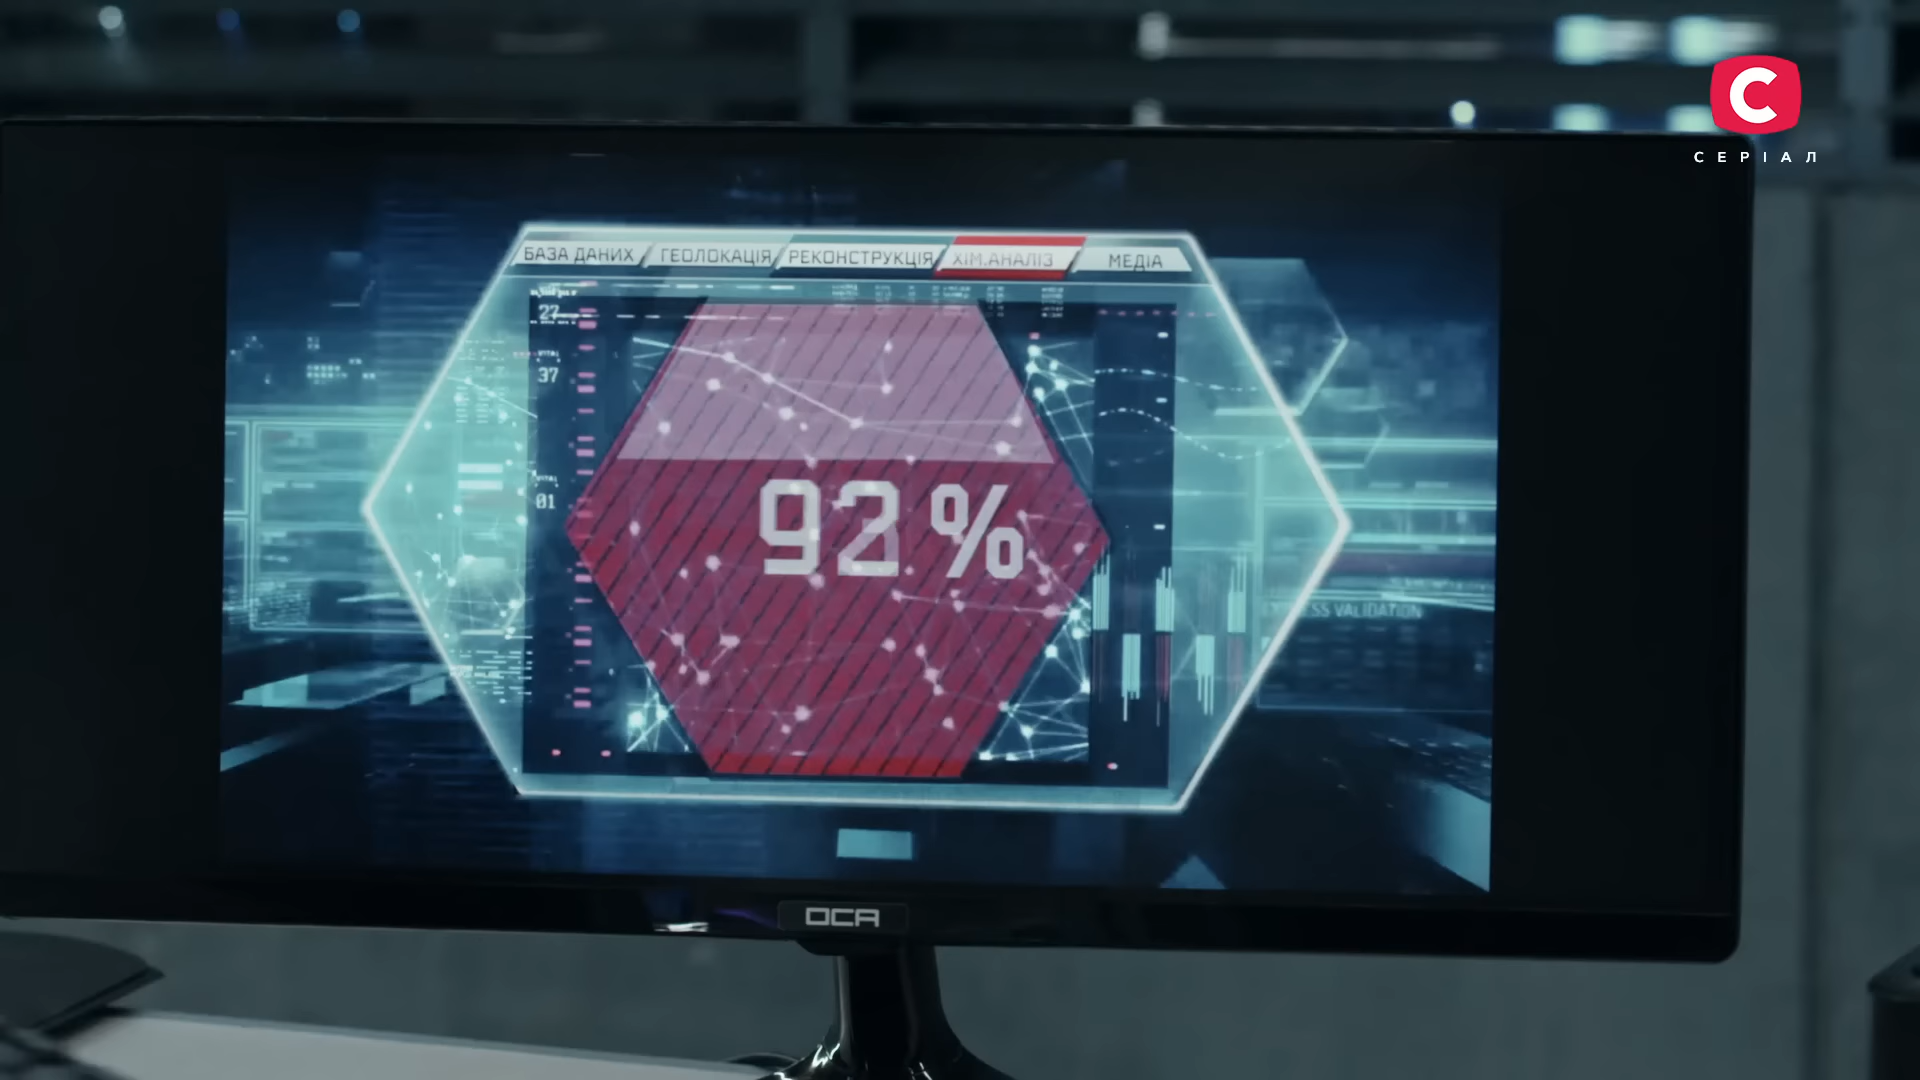 С
СЕРІАЛ
БАЗА ДАНИХ
ГЕОЛОКАЦІЯ
РЕКОНСТРУКЦІЯ
ХІМ.АНАЛІЗ
МЕДІА
27
37
01
92%
SS VALIDATION
OCA